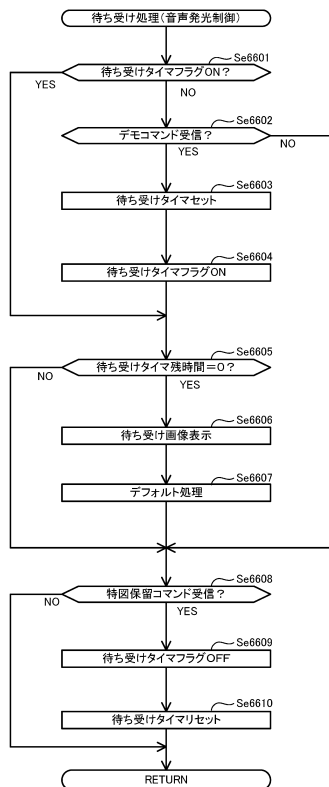 待ち受け処理(音声発光制御)
Se6601
待ち受けタイマフラグON?
YES
NO
Se6602
デモコマンド受信?
NO
YES
Se6603
待ち受けタイマセット
Se6604
待ち受けタイマフラグON
Se6605
待ち受けタイマ残時間=0?
NO
YES
Se6606
待ち受け画像表示
Se6607
デフォルト処理
Se6608
特図保留コマンド受信?
NO
YES
Se6609
待ち受けタイマフラグOFF
Se6610
待ち受けタイマリセット
RETURN